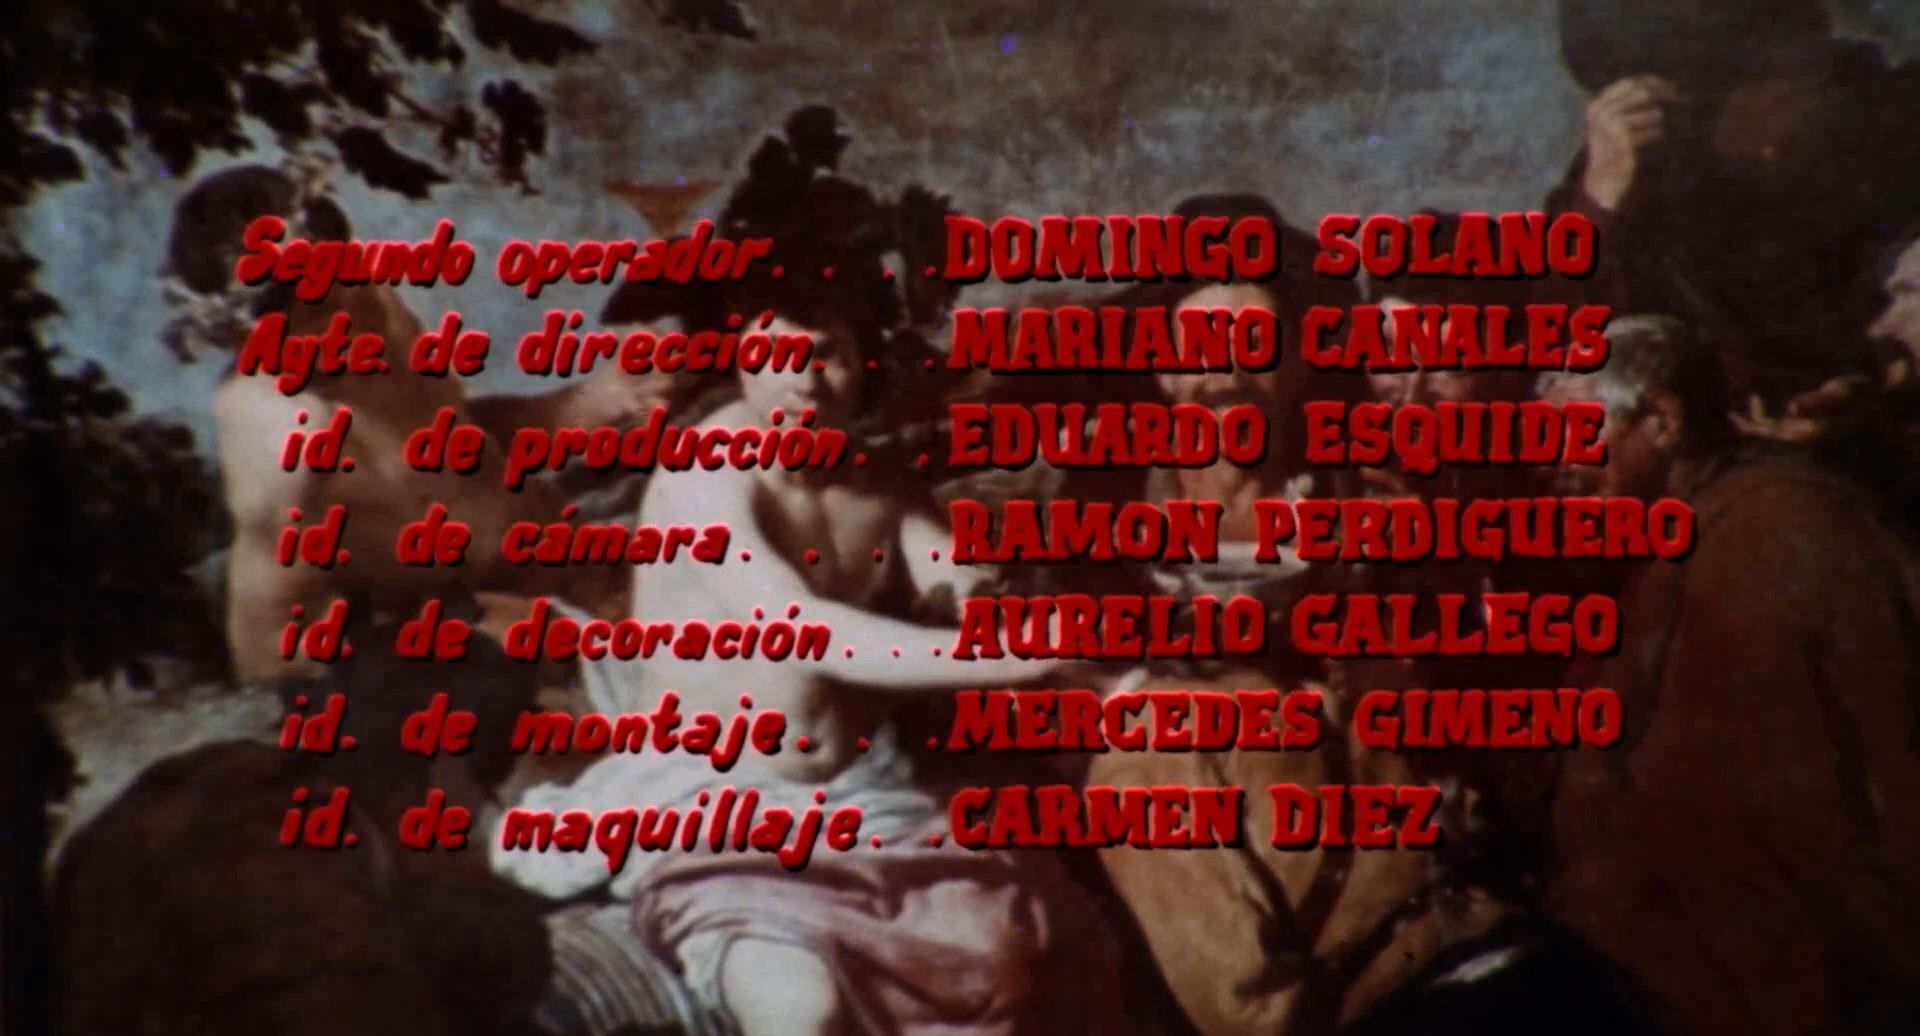 Segundo operador. . . .DOMINGO SOLANO
Ayte. de dirección. . .MARIANO CANALES
id. de producción. .EDUARDO ESQUIDE
id. de cámara. . . .RAMON PERDIGUERO
id. de decoración. . .AURELIO GALLEGO
id. de montaje. . .MERCEDES GIMENO
id. de maquillaje. .CARMEN DIEZ